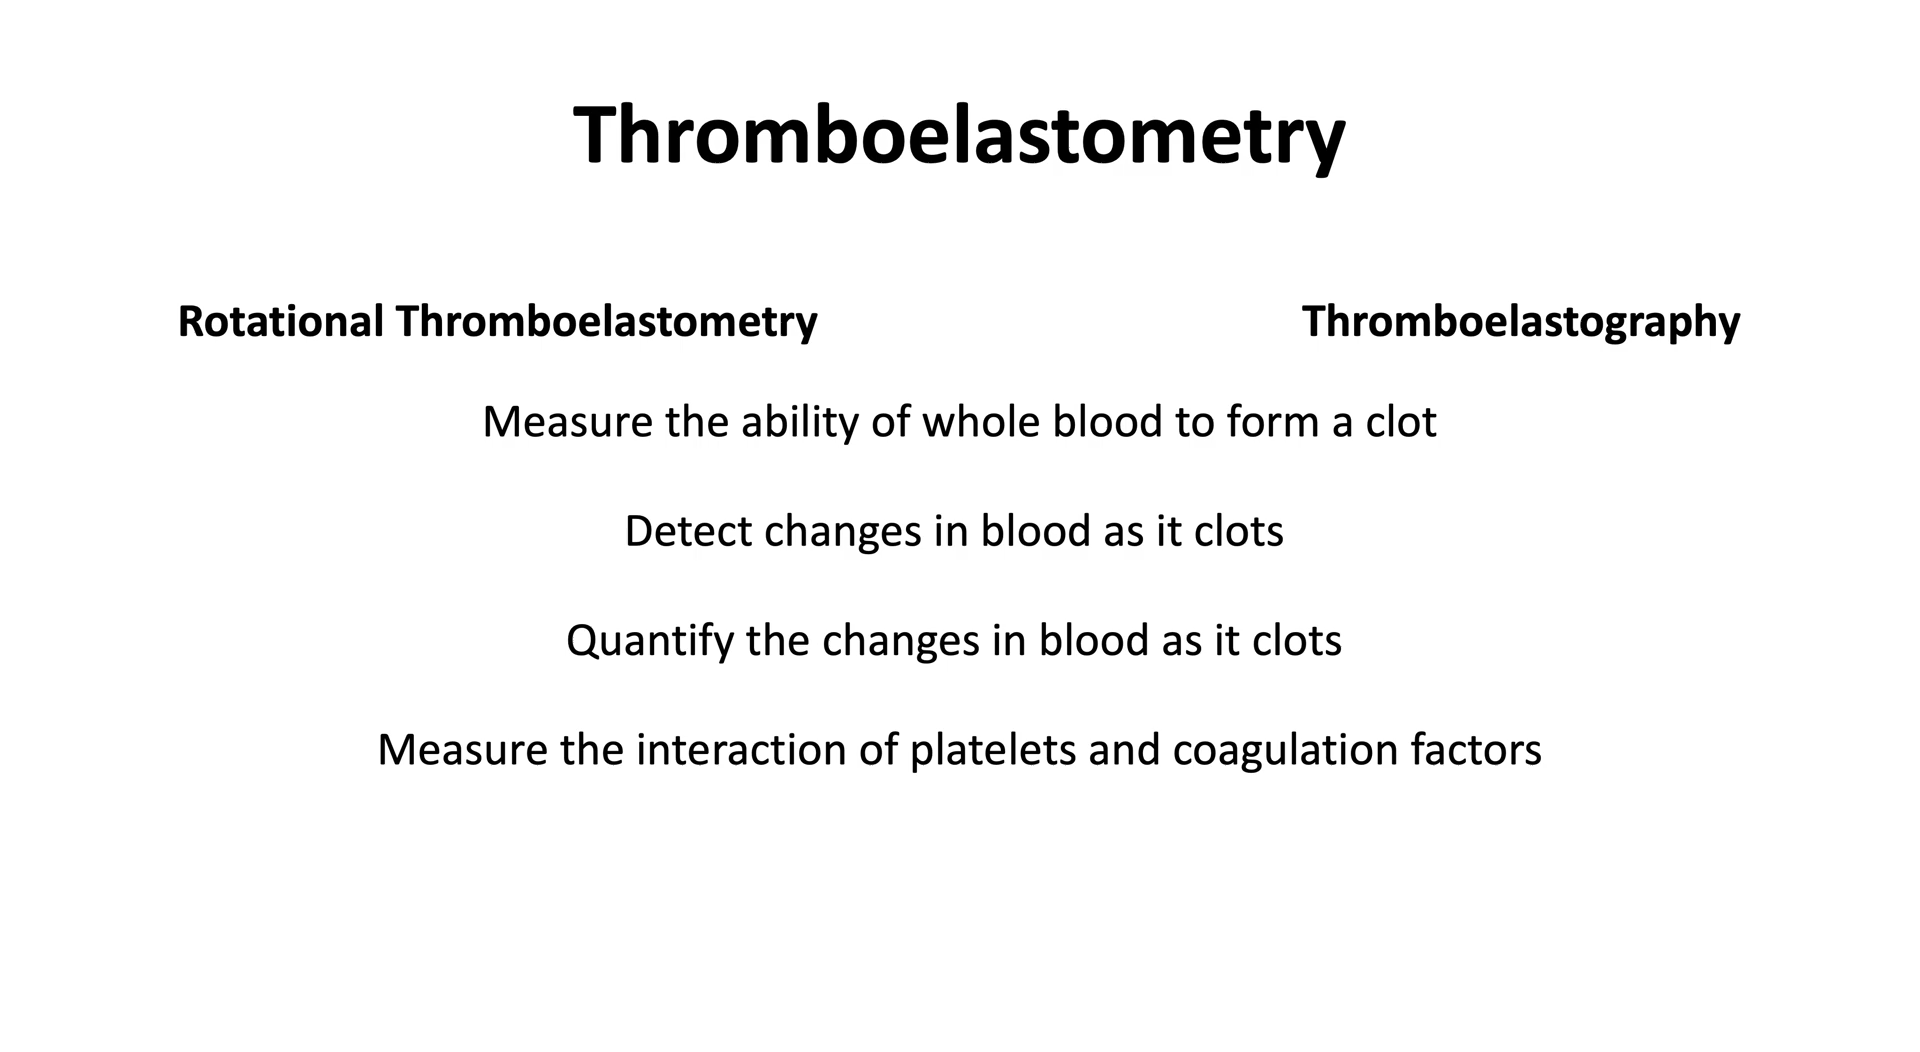 Thromboelastometry
Rotational Thromboelastometry
Thromboelastography
Measure the ability of whole blood to form a clot
Detect changes in blood as it clots
Quantify the changes in blood as it clots
Measure the interaction of platelets and coagulation factors